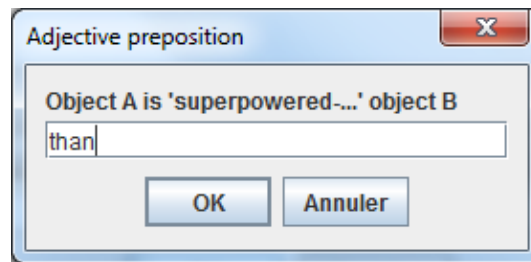 Adjective preposition
Object A is 'superpowered-...' object B
than
OK Annuler